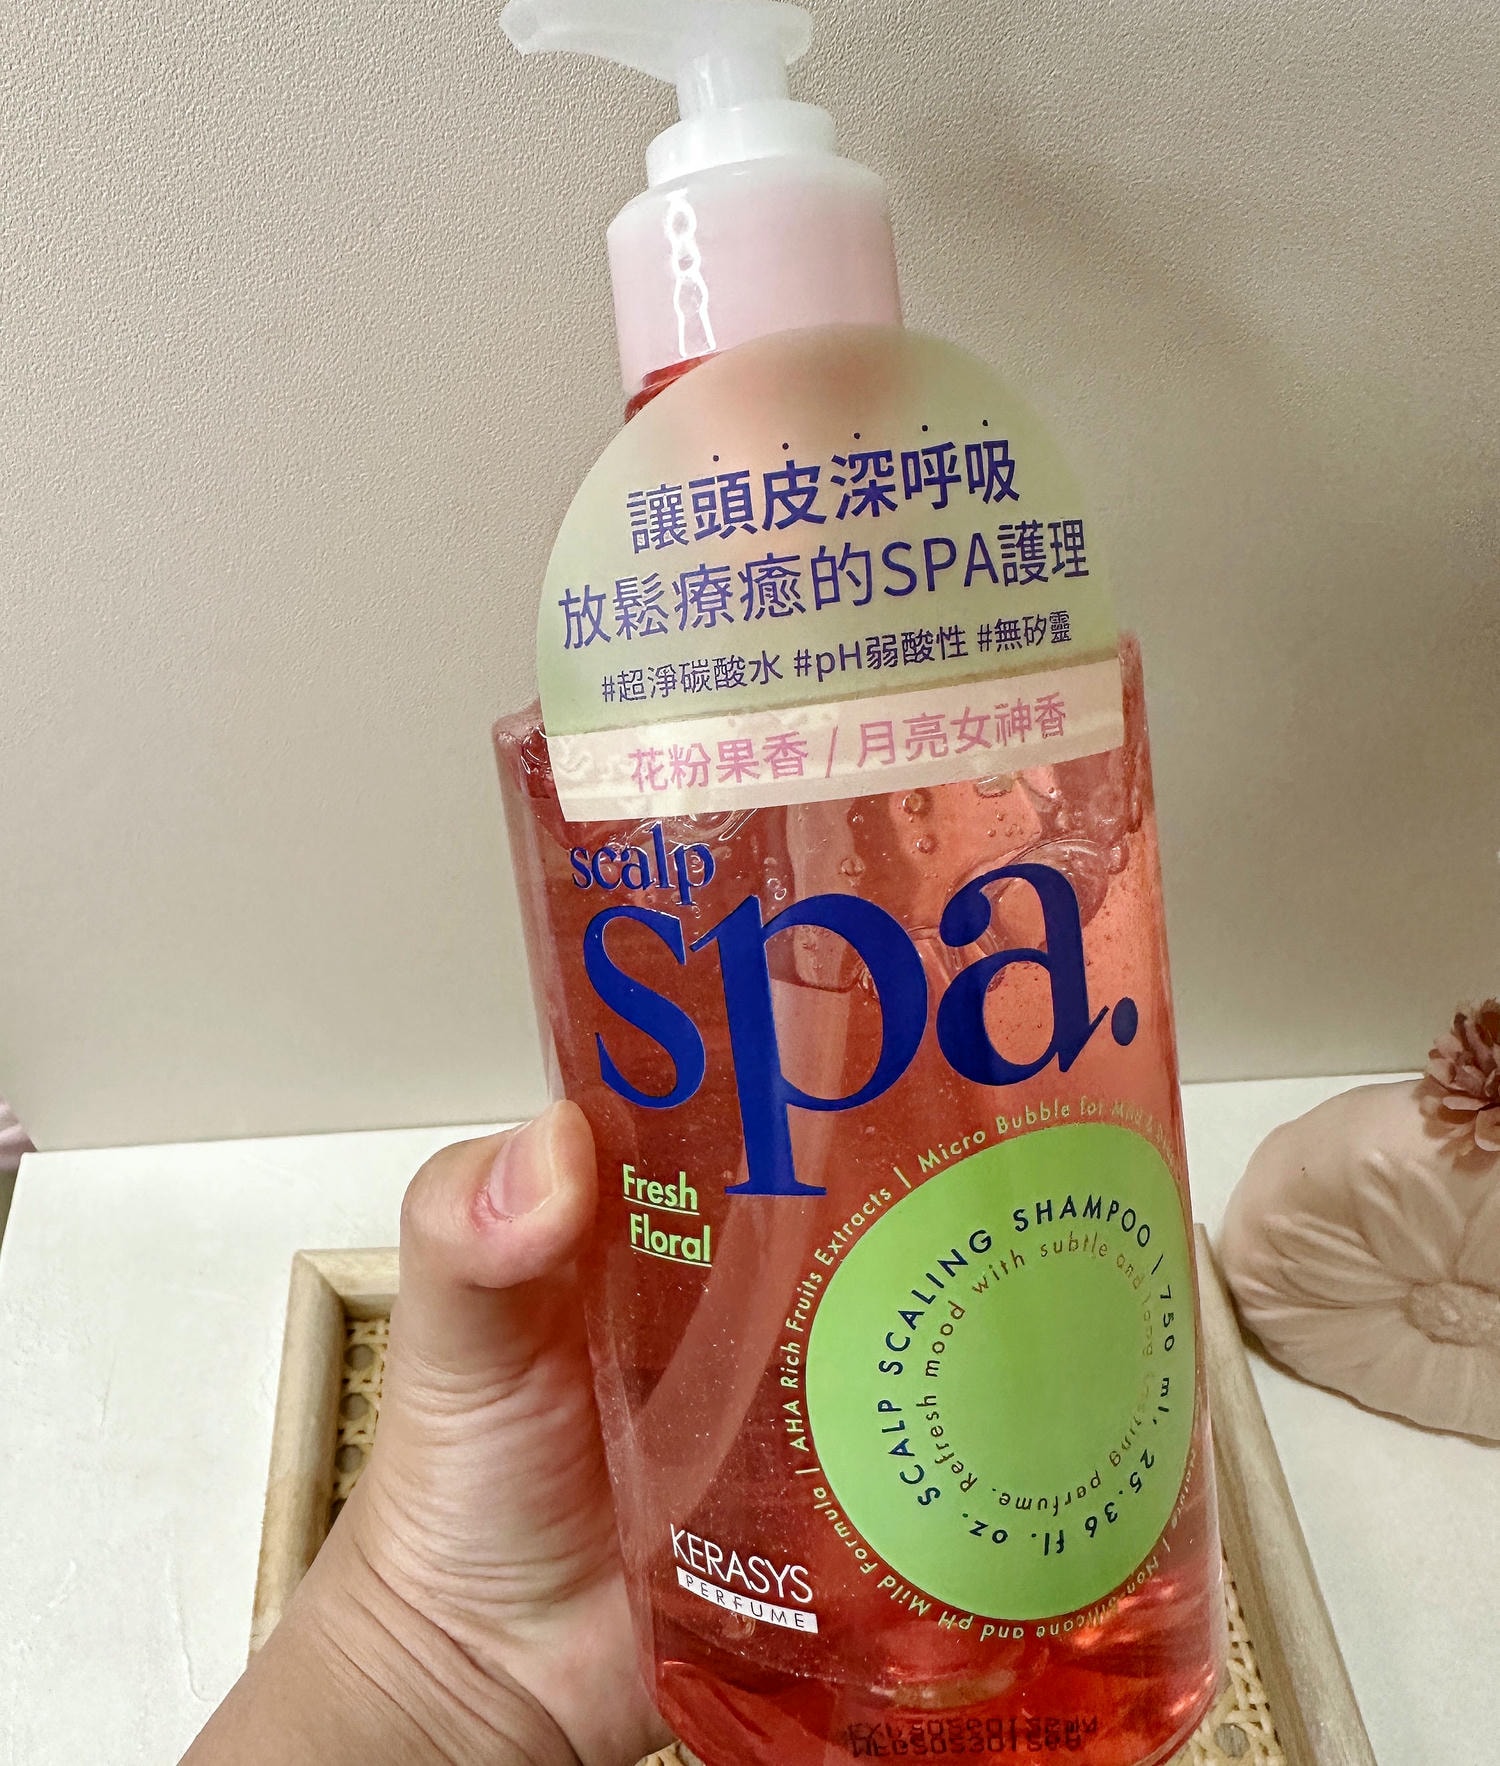 讓頭皮深呼吸
放鬆療癒的SPA護理
#超淨碳酸水 #pH弱酸性 #無矽靈
花粉果香 / 月亮女神香
scalp
spa.
Fresh
Floral
Micro Bubble for Mild &
AHA Rich Fruits Extracts |
Non-Silicone and pH Mild Formula |
SCALP SCALING SHAMPOO | 750 ml, 25.36 fl. oz.
Refresh mood with subtle and long lasting perfume.
KERASYS
PERFUME